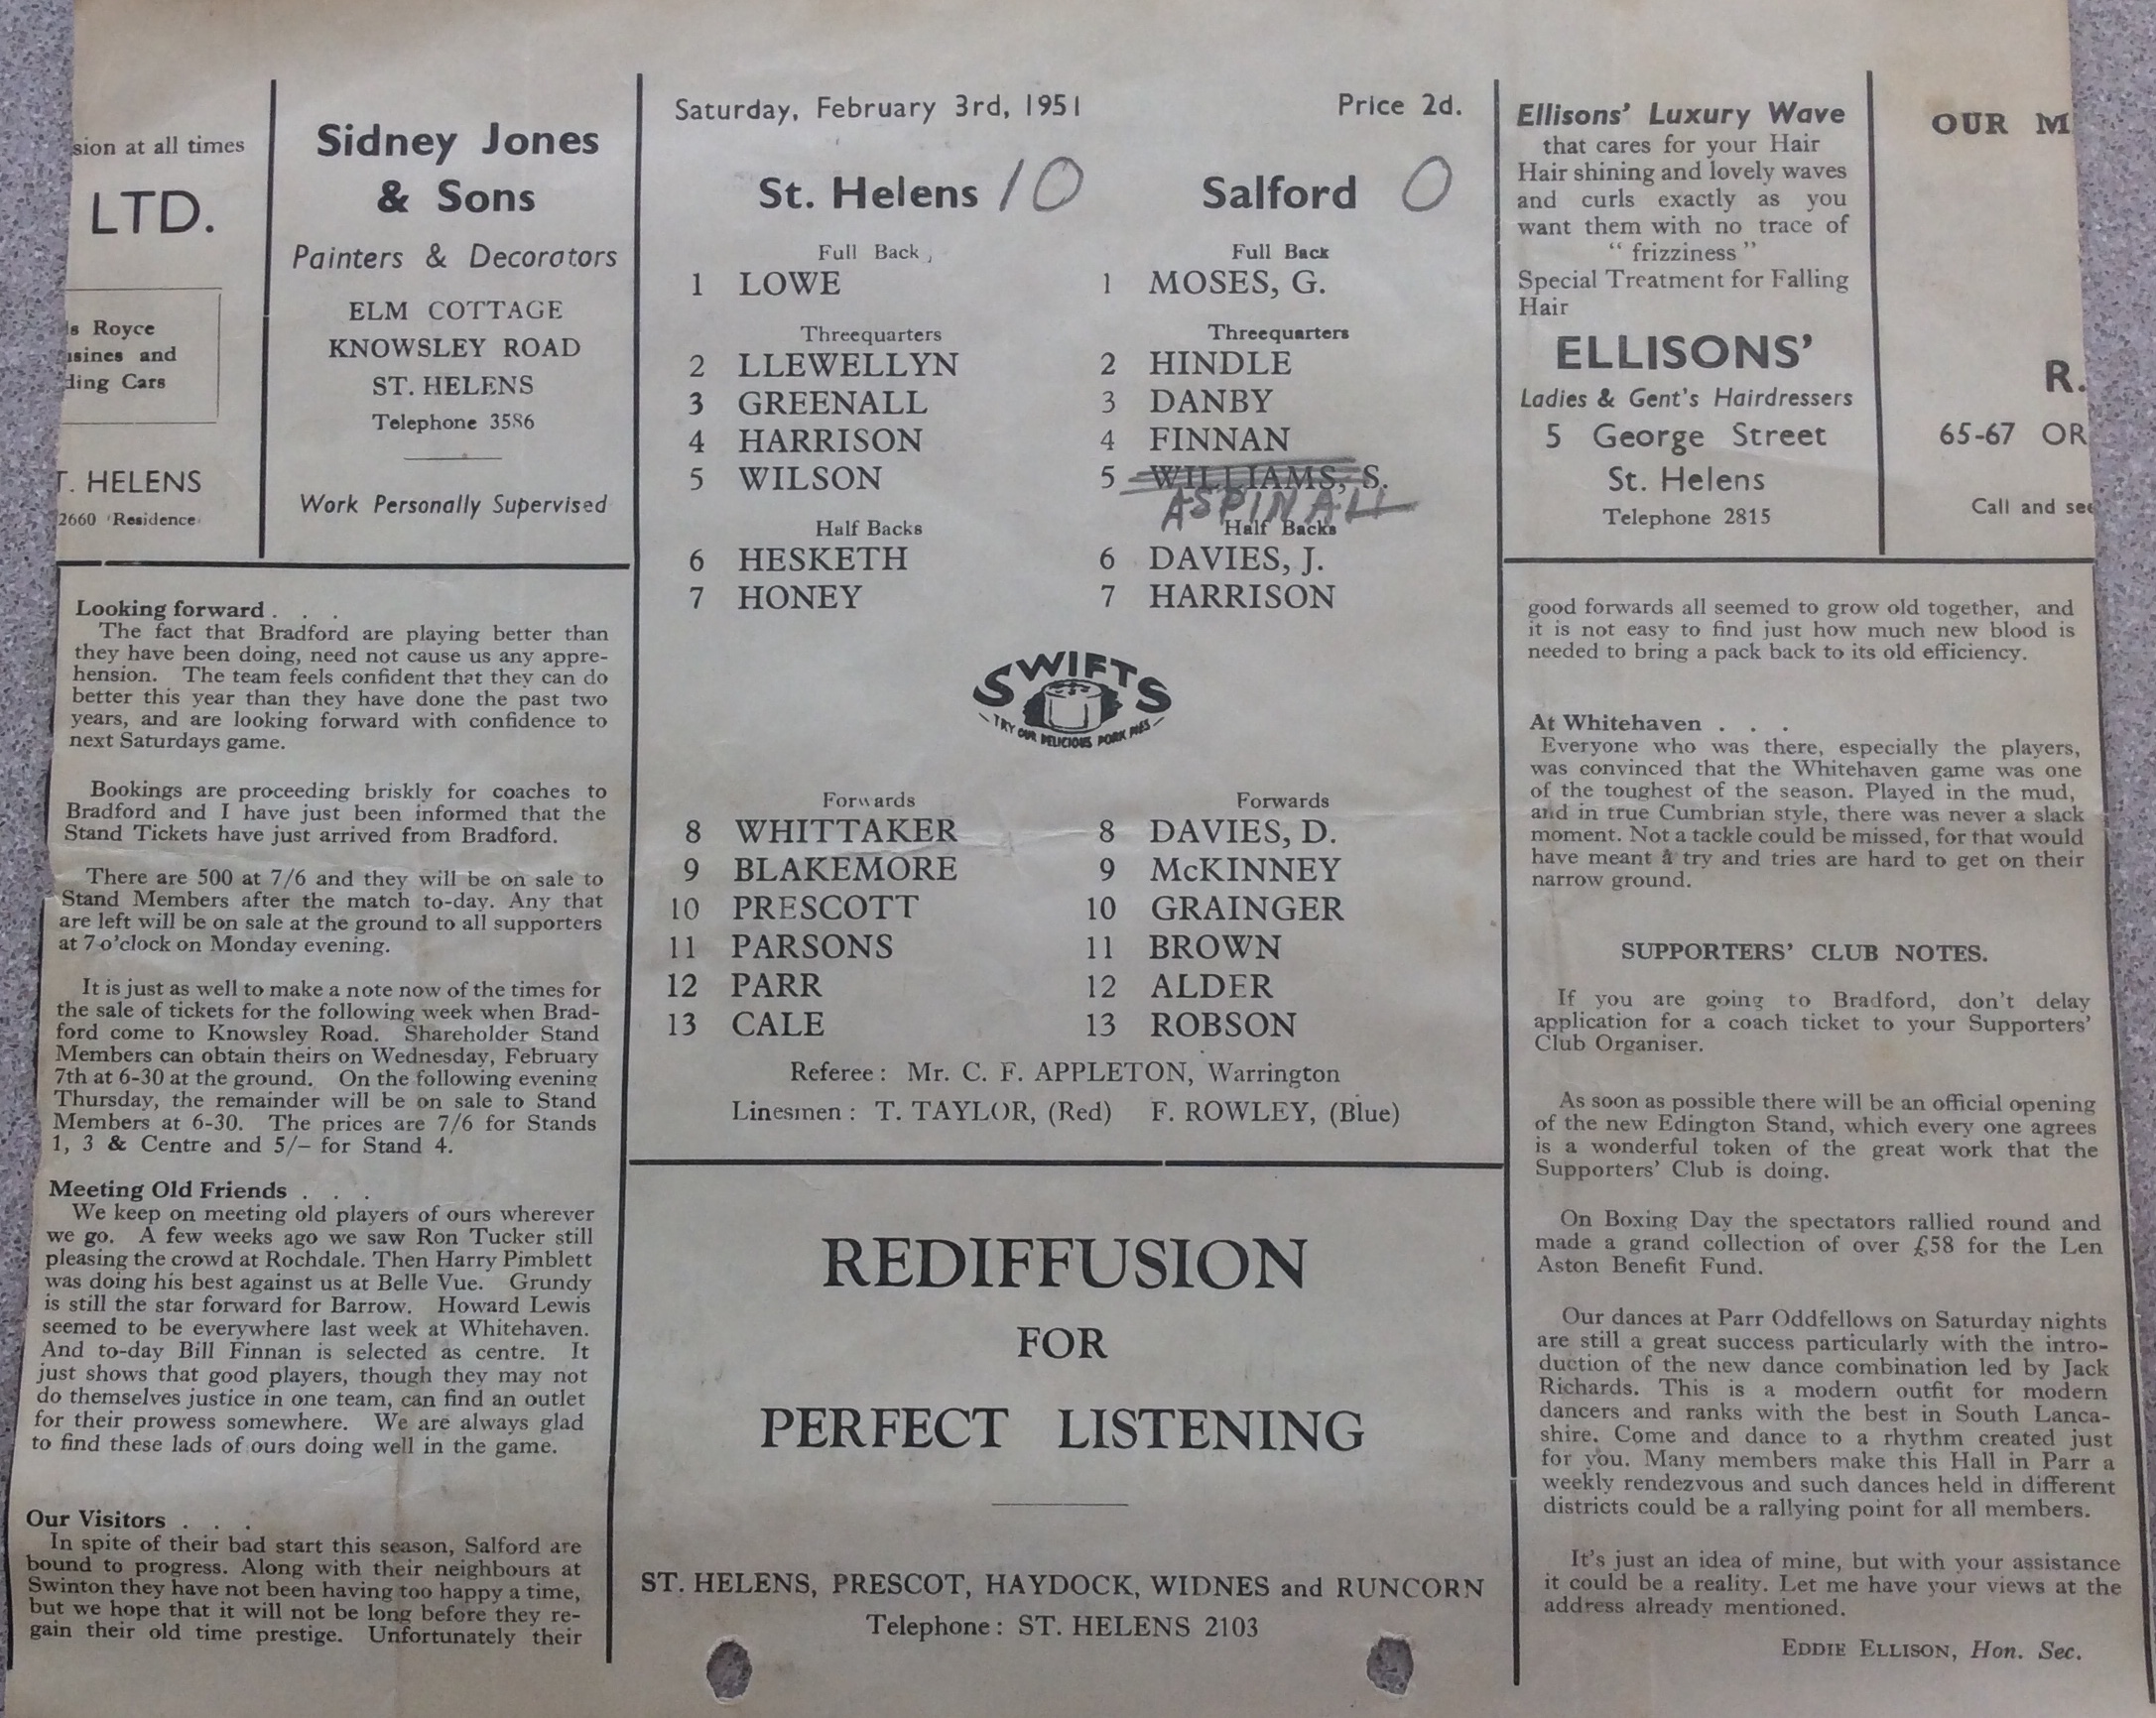 sion at all times
LTD.
s Royce
sines and
ding Cars
T. HELENS
2660 Residence
Sidney Jones
& Sons
Painters & Decorators
ELM COTTAGE
KNOWSLEY ROAD
ST. HELENS
Telephone 3586
Work Personally Supervised
Looking forward . . .
The fact that Bradford are playing better than
they have been doing, need not cause us any appre-
hension. The team feels confident that they can do
better this year than they have done the past two
years, and are looking forward with confidence to
next Saturdays game.
Bookings are proceeding briskly for coaches to
Bradford and I have just been informed that the
Stand Tickets have just arrived from Bradford.
There are 500 at 7/6 and they will be on sale to
Stand Members after the match to-day. Any that
are left will be on sale at the ground to all supporters
at 7 o'clock on Monday evening.
It is just as well to make a note now of the times for
the sale of tickets for the following week when Brad-
ford come to Knowsley Road. Shareholder Stand
Members can obtain theirs on Wednesday, February
7th at 6-30 at the ground. On the following evening
Thursday, the remainder will be on sale to Stand
Members at 6-30. The prices are 7/6 for Stands
1, 3 & Centre and 5/– for Stand 4.
Meeting Old Friends . . .
We keep on meeting old players of ours wherever
we go. A few weeks ago we saw Ron Tucker still
pleasing the crowd at Rochdale. Then Harry Pimblett
was doing his best against us at Belle Vue. Grundy
is still the star forward for Barrow. Howard Lewis
seemed to be everywhere last week at Whitehaven.
And to-day Bill Finnan is selected as centre. It
just shows that good players, though they may not
do themselves justice in one team, can find an outlet
for their prowess somewhere. We are always glad
to find these lads of ours doing well in the game.
Our Visitors . . .
In spite of their bad start this season, Salford are
bound to progress. Along with their neighbours at
Swinton they have not been having too happy a time,
but we hope that it will not be long before they re-
gain their old time prestige. Unfortunately their
Saturday, February 3rd, 1951 Price 2d.
St. Helens 10 Salford 0
Full Back Full Back
1 LOWE 1 MOSES, G.
Threequarters Threequarters
2 LLEWELLYN 2 HINDLE
3 GREENALL 3 DANBY
4 HARRISON 4 FINNAN
5 WILSON 5 WILLIAMS, S.
ASPINALL
Half Backs Half Backs
6 HESKETH 6 DAVIES, J.
7 HONEY 7 HARRISON
SWIFTS
TRY OUR DELICIOUS PORK PIES
Forwards Forwards
8 WHITTAKER 8 DAVIES, D.
9 BLAKEMORE 9 McKINNEY
10 PRESCOTT 10 GRAINGER
11 PARSONS 11 BROWN
12 PARR 12 ALDER
13 CALE 13 ROBSON
Referee: Mr. C. F. APPLETON, Warrington
Linesmen: T. TAYLOR, (Red) F. ROWLEY, (Blue)
REDIFFUSION
FOR
PERFECT LISTENING
ST. HELENS, PRESCOT, HAYDOCK, WIDNES and RUNCORN
Telephone: ST. HELENS 2103
Ellisons' Luxury Wave
that cares for your Hair
Hair shining and lovely waves
and curls exactly as you
want them with no trace of
“ frizziness ”
Special Treatment for Falling
Hair
ELLISONS'
Ladies & Gent's Hairdressers
5 George Street
St. Helens
Telephone 2815
OUR M
R.
65-67 OR
Call and see
good forwards all seemed to grow old together, and
it is not easy to find just how much new blood is
needed to bring a pack back to its old efficiency.
At Whitehaven . . .
Everyone who was there, especially the players,
was convinced that the Whitehaven game was one
of the toughest of the season. Played in the mud,
and in true Cumbrian style, there was never a slack
moment. Not a tackle could be missed, for that would
have meant a try and tries are hard to get on their
narrow ground.
SUPPORTERS' CLUB NOTES.
If you are going to Bradford, don't delay
application for a coach ticket to your Supporters'
Club Organiser.
As soon as possible there will be an official opening
of the new Edington Stand, which every one agrees
is a wonderful token of the great work that the
Supporters' Club is doing.
On Boxing Day the spectators rallied round and
made a grand collection of over £58 for the Len
Aston Benefit Fund.
Our dances at Parr Oddfellows on Saturday nights
are still a great success particularly with the intro-
duction of the new dance combination led by Jack
Richards. This is a modern outfit for modern
dancers and ranks with the best in South Lanca-
shire. Come and dance to a rhythm created just
for you. Many members make this Hall in Parr a
weekly rendezvous and such dances held in different
districts could be a rallying point for all members.
It's just an idea of mine, but with your assistance
it could be a reality. Let me have your views at the
address already mentioned.
EDDIE ELLISON, Hon. Sec.